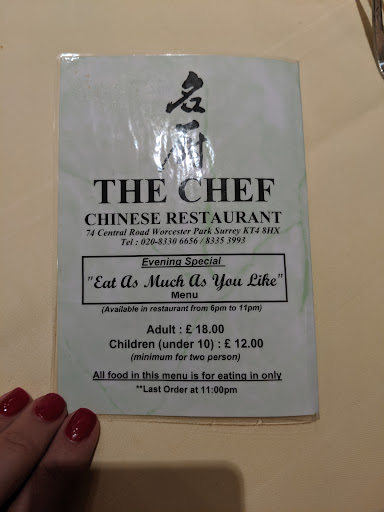 名厨
THE CHEF
CHINESE RESTAURANT
74 Central Road Worcester Park Surrey KT4 8HX
Tel : 020-8330 6656 / 8335 3993
Evening Special
"Eat As Much As You Like"
Menu
(Available in restaurant from 6pm to 11pm)
Adult : £ 18.00
Children (under 10) : £ 12.00
(minimum for two person)
All food in this menu is for eating in only
**Last Order at 11:00pm